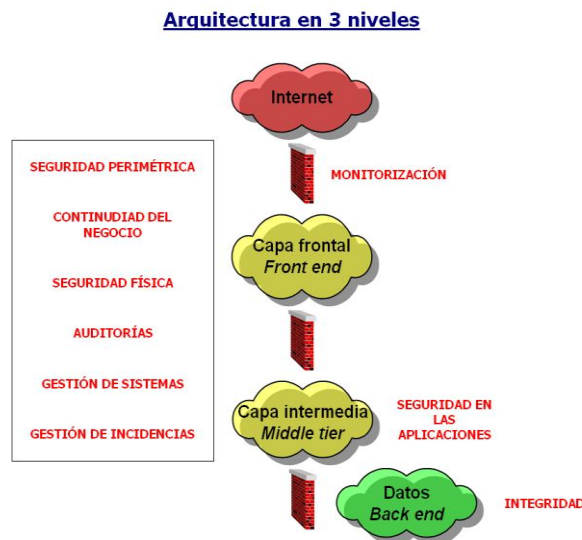 Arquitectura en 3 niveles
Internet
SEGURIDAD PERIMÉTRICA
MONITORIZACIÓN
CONTINUDIAD DEL
NEGOCIO
Capa frontal
Front end
SEGURIDAD FÍSICA
AUDITORÍAS
GESTIÓN DE SISTEMAS
GESTIÓN DE INCIDENCIAS
Capa intermedia
Middle tier
SEGURIDAD EN
LAS
APLICACIONES
Datos
Back end
INTEGRIDAD